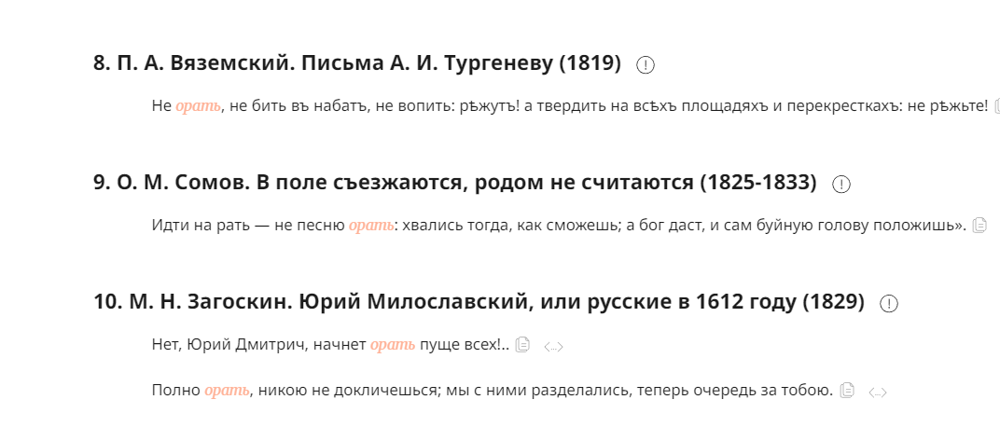 8. П. А. Вяземский. Письма А. И. Тургеневу (1819)
Не орать, не бить въ набатъ, не вопить: рѣжутъ! а твердить на всѣхъ площадяхъ и перекресткахъ: не рѣжьте!
9. О. М. Сомов. В поле съезжаются, родом не считаются (1825-1833)
Идти на рать — не песню орать: хвались тогда, как сможешь; а бог даст, и сам буйную голову положишь».
10. М. Н. Загоскин. Юрий Милославский, или русские в 1612 году (1829)
Нет, Юрий Дмитрич, начнет орать пуще всех!.. <...>
Полно орать, никою не докличешься; мы с ними разделались, теперь очередь за тобою. <...>